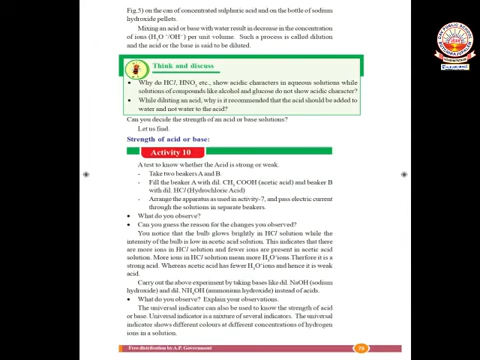 Fig.5) on the can of concentrated sulphuric acid and on the bottle of sodium
hydroxide pellets.
Mixing an acid or base with water result in decrease in the concentration
of ions (H₃O⁺/OH⁻) per unit volume. Such a process is called dilution
and the acid or the base is said to be diluted.
Think and discuss
• Why do HCl, HNO₃ etc., show acidic characters in aqueous solutions while
solutions of compounds like alcohol and glucose do not show acidic character?
• While diluting an acid, why is it recommended that the acid should be added to
water and not water to the acid?
Can you decide the strength of an acid or base solutions?
Let us find.
Strength of acid or base:
Activity 10
A test to know whether the Acid is strong or weak.
- Take two beakers A and B.
- Fill the beaker A with dil. CH₃ COOH (acetic acid) and beaker B
with dil. HCl (Hydrochloric Acid)
- Arrange the apparatus as used in activity-7, and pass electric current
through the solutions in separate beakers.
• What do you observe?
• Can you guess the reason for the changes you observed?
You notice that the bulb glows brightly in HCl solution while the
intensity of the bulb is low in acetic acid solution. This indicates that there
are more ions in HCl solution and fewer ions are present in acetic acid
solution. More ions in HCl solution mean more H₃O⁺ions. Therfore it is a
strong acid. Whereas acetic acid has fewer H₃O⁺ions and hence it is weak
acid.
Carry out the above experiment by taking bases like dil. NaOH (sodium
hydroxide) and dil. NH₄OH (ammonium hydroxide) instead of acids.
• What do you observe? Explain your observations.
The universal indicator can also be used to know the strength of acid
or base. Universal indicator is a mixture of several indicators. The universal
indicator shows different colours at different concentrations of hydrogen
ions in a solution.
Free distribution by A.P. Government